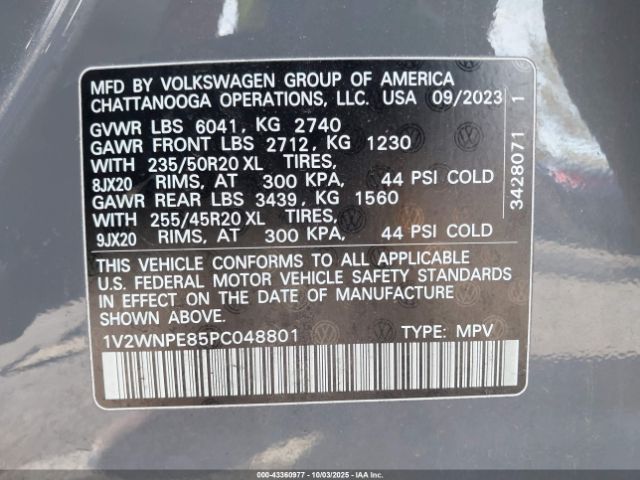 MFD BY VOLKSWAGEN GROUP OF AMERICA
CHATTANOOGA OPERATIONS, LLC. USA 09/2023
GVWR LBS 6041, KG 2740
GAWR FRONT LBS 2712, KG 1230
WITH 235/50R20 XL TIRES,
8JX20 RIMS, AT 300 KPA, 44 PSI COLD
GAWR REAR LBS 3439, KG 1560
WITH 255/45R20 XL TIRES,
9JX20 RIMS, AT 300 KPA, 44 PSI COLD
THIS VEHICLE CONFORMS TO ALL APPLICABLE
U.S. FEDERAL MOTOR VEHICLE SAFETY STANDARDS
IN EFFECT ON THE DATE OF MANUFACTURE
SHOWN ABOVE.
1V2WNPE85PC048801 TYPE: MPV
3428071 1
000-43360977 - 10/03/2025 - IAAI.COM